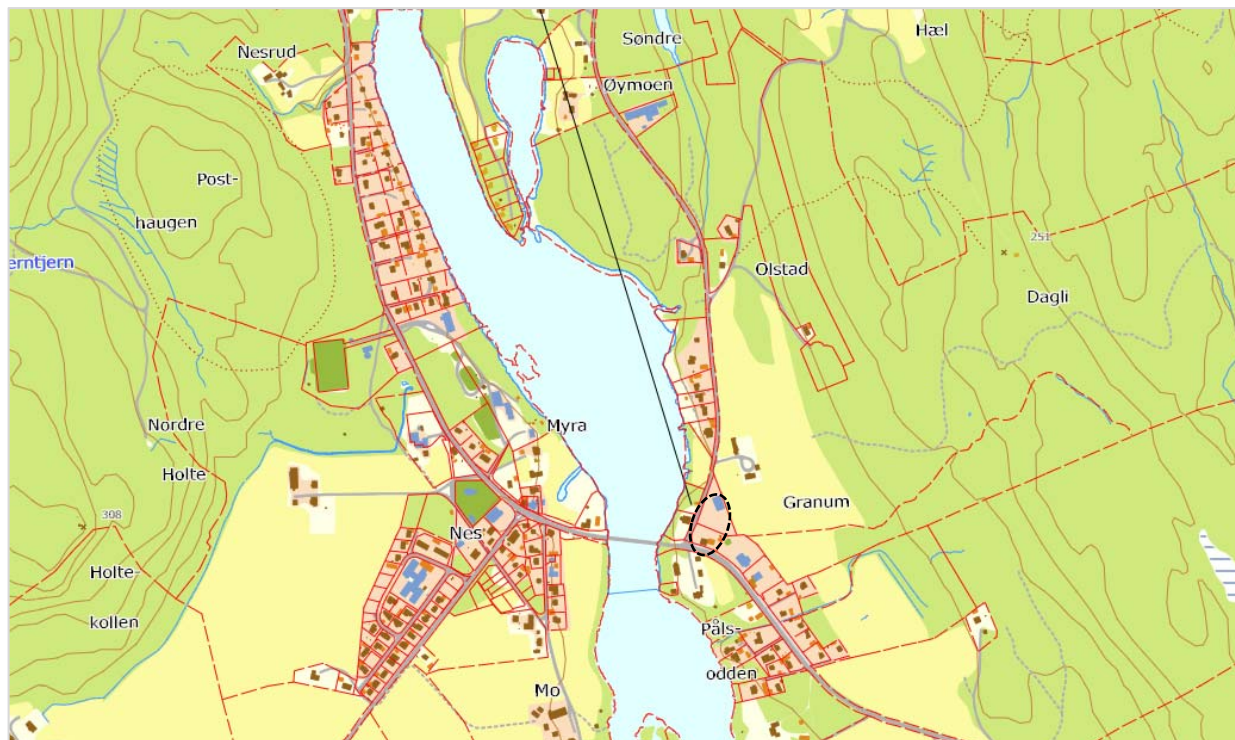 Søndre
Hæl
Nesrud
Øymoen
Post-
haugen
251
erntjern
Olstad
Dagli
Nordre
Myra
Holte
Granum
308
Nes
Holte-
kollen
Påls-
odden
Mo